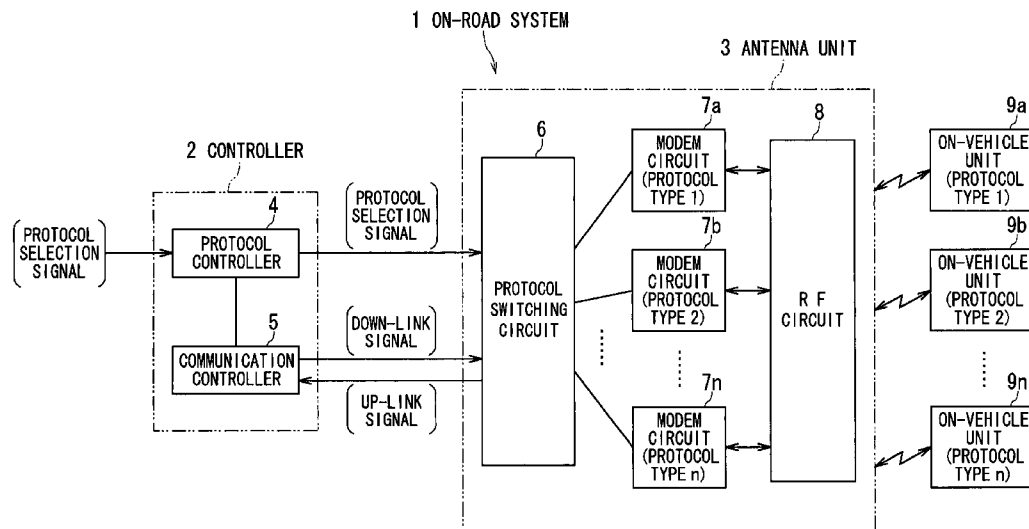 1 ON-ROAD SYSTEM
3 ANTENNA UNIT
2 CONTROLLER
4
PROTOCOL
CONTROLLER
5
COMMUNICATION
CONTROLLER
PROTOCOL
SELECTION
SIGNAL
PROTOCOL
SELECTION
SIGNAL
DOWN-LINK
SIGNAL
UP-LINK
SIGNAL
6
PROTOCOL
SWITCHING
CIRCUIT
7a
MODEM
CIRCUIT
(PROTOCOL
TYPE 1)
7b
MODEM
CIRCUIT
(PROTOCOL
TYPE 2)
7n
MODEM
CIRCUIT
(PROTOCOL
TYPE n)
8
R F
CIRCUIT
9a
ON-VEHICLE
UNIT
(PROTOCOL
TYPE 1)
9b
ON-VEHICLE
UNIT
(PROTOCOL
TYPE 2)
9n
ON-VEHICLE
UNIT
(PROTOCOL
TYPE n)